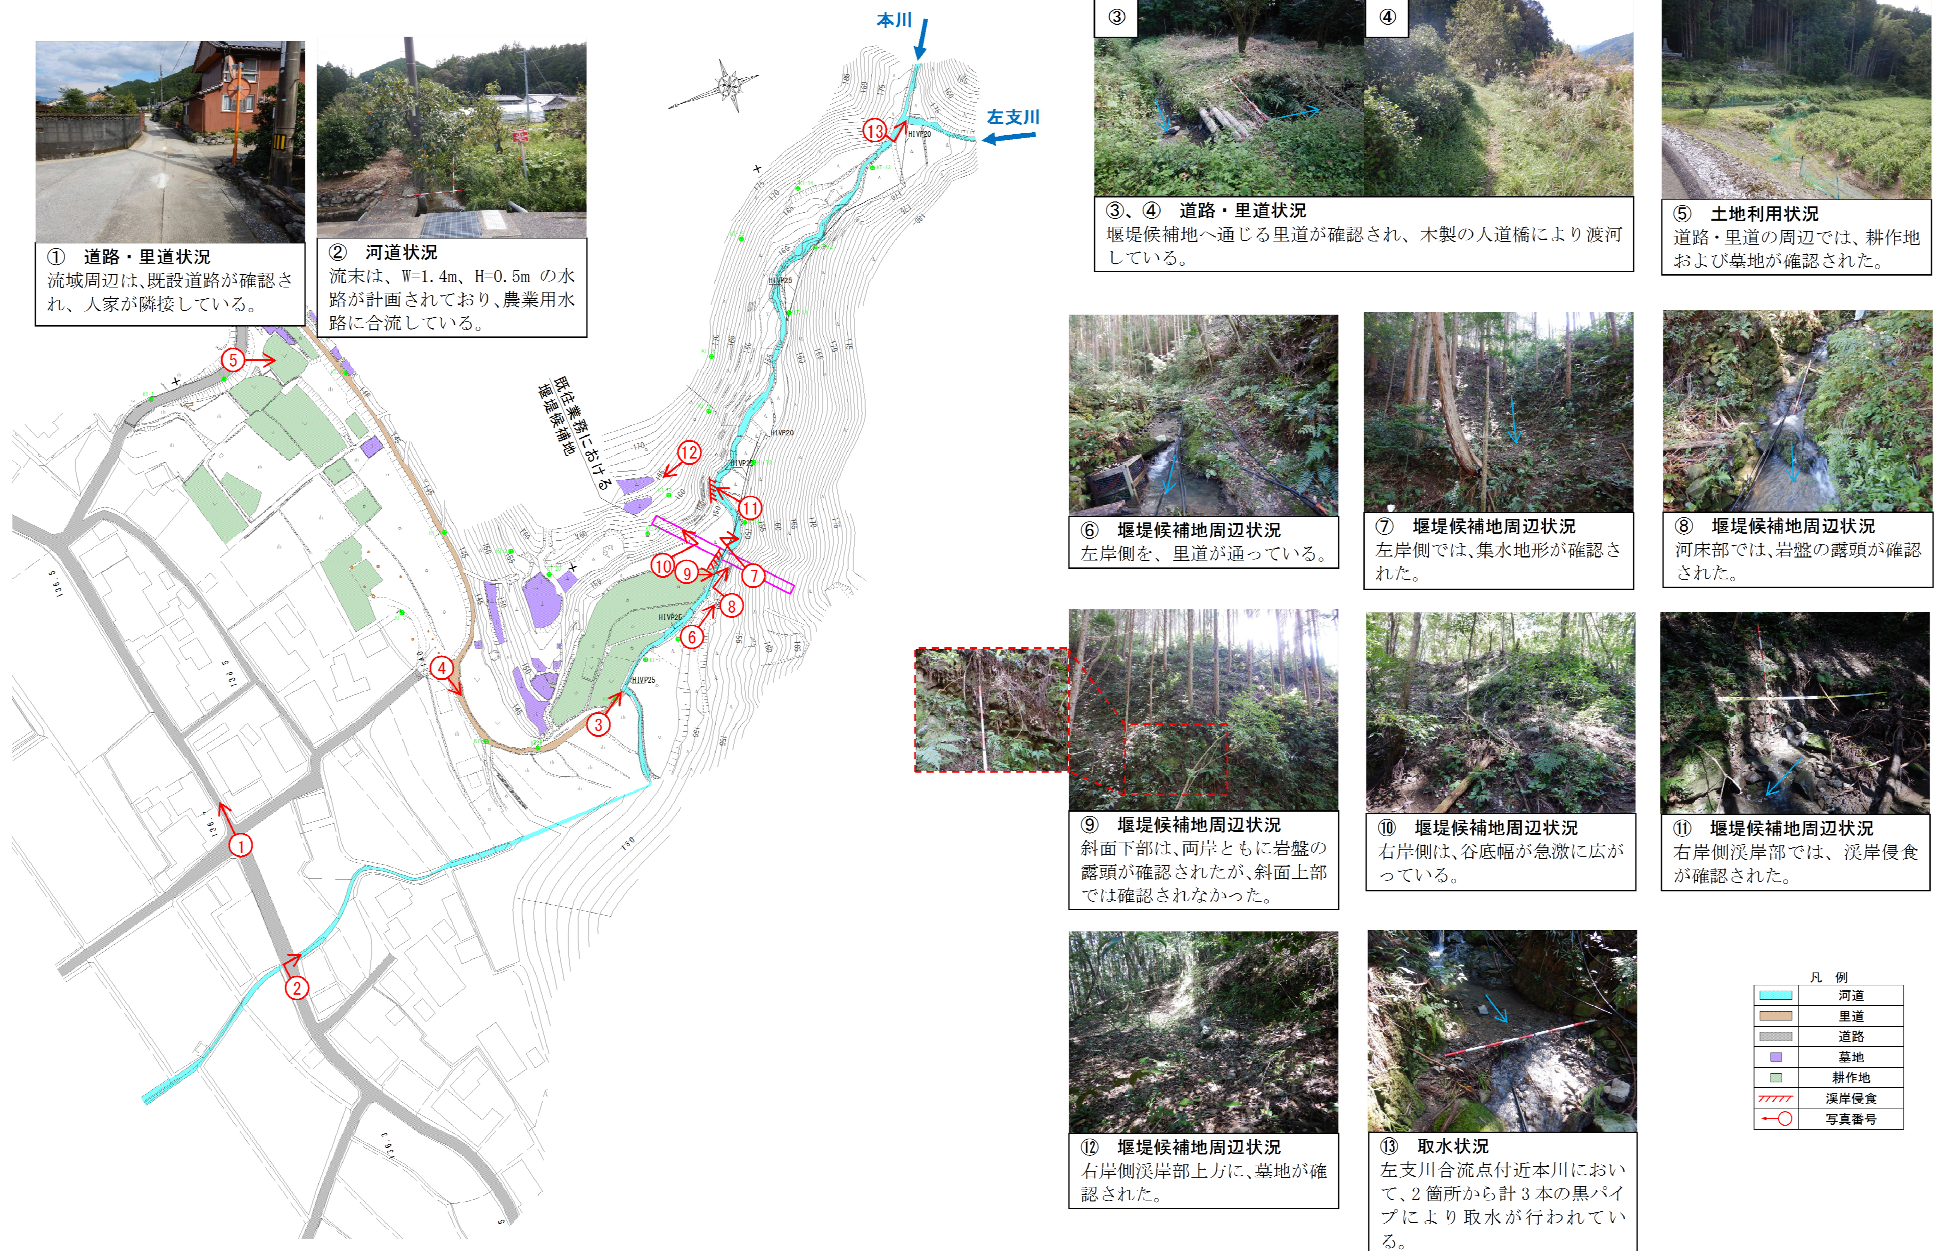 本川
左支川
①　道路・里道状況
流域周辺は、既設道路が確認さ
れ、人家が隣接している。
②　河道状況
流末は、W=1.4m、H=0.5m の水
路が計画されており、農業用水
路に合流している。
③
④
③、④　道路・里道状況
堰堤候補地へ通じる里道が確認され、木製の人道橋により渡河
している。
⑤　土地利用状況
道路・里道の周辺では、耕作地
および墓地が確認された。
⑥　堰堤候補地周辺状況
左岸側を、里道が通っている。
⑦　堰堤候補地周辺状況
左岸側では、集水地形が確認さ
れた。
⑧　堰堤候補地周辺状況
河床部では、岩盤の露頭が確認
された。
⑨　堰堤候補地周辺状況
斜面下部は、両岸ともに岩盤の
露頭が確認されたが、斜面上部
では確認されなかった。
⑩　堰堤候補地周辺状況
右岸側は、谷底幅が急激に広が
っている。
⑪　堰堤候補地周辺状況
右岸側渓岸部では、渓岸侵食
が確認された。
⑫　堰堤候補地周辺状況
右岸側渓岸部上方に、墓地が確
認された。
⑬　取水状況
左支川合流点付近本川におい
て、2 箇所から計 3 本の黒パイ
プにより取水が行われてい
る。
既往業務における
堰堤候補地
13
HIVP20
HIVP25
HIVP20
HIVP25
HIVP25
HIVP25
5
12
11
10
9
7
8
6
4
3
1
2
凡　例
河道
里道
道路
墓地
耕作地
渓岸侵食
写真番号